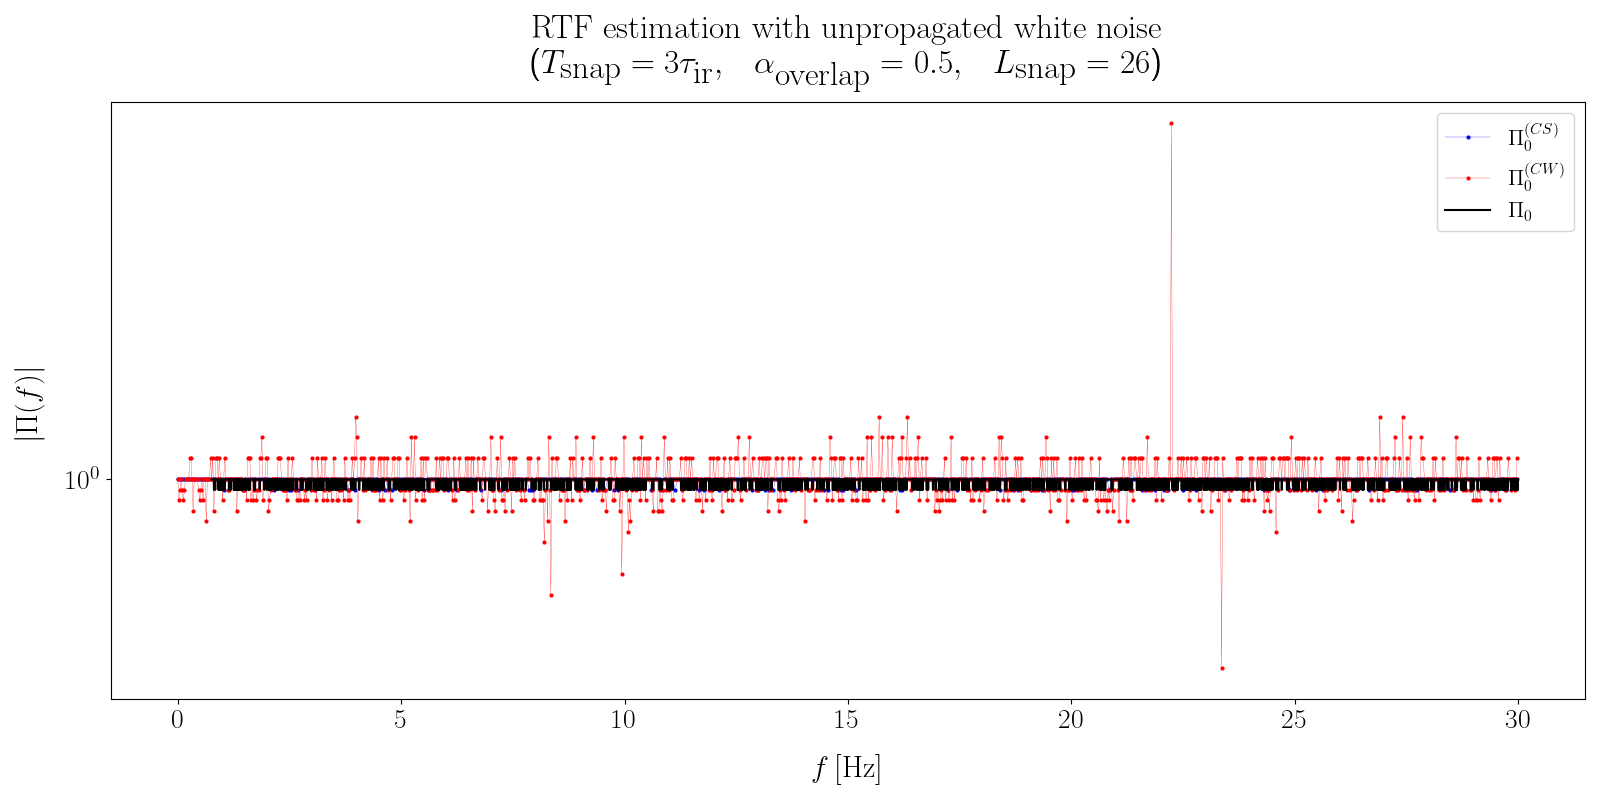 RTF estimation with unpropagated white noise
(T_snap = 3τ_ir, α_overlap = 0.5, L_snap = 26)
Π_0^(CS)
Π_0^(CW)
Π_0
|Π(f)|
10^0
0 5 10 15 20 25 30
f [Hz]